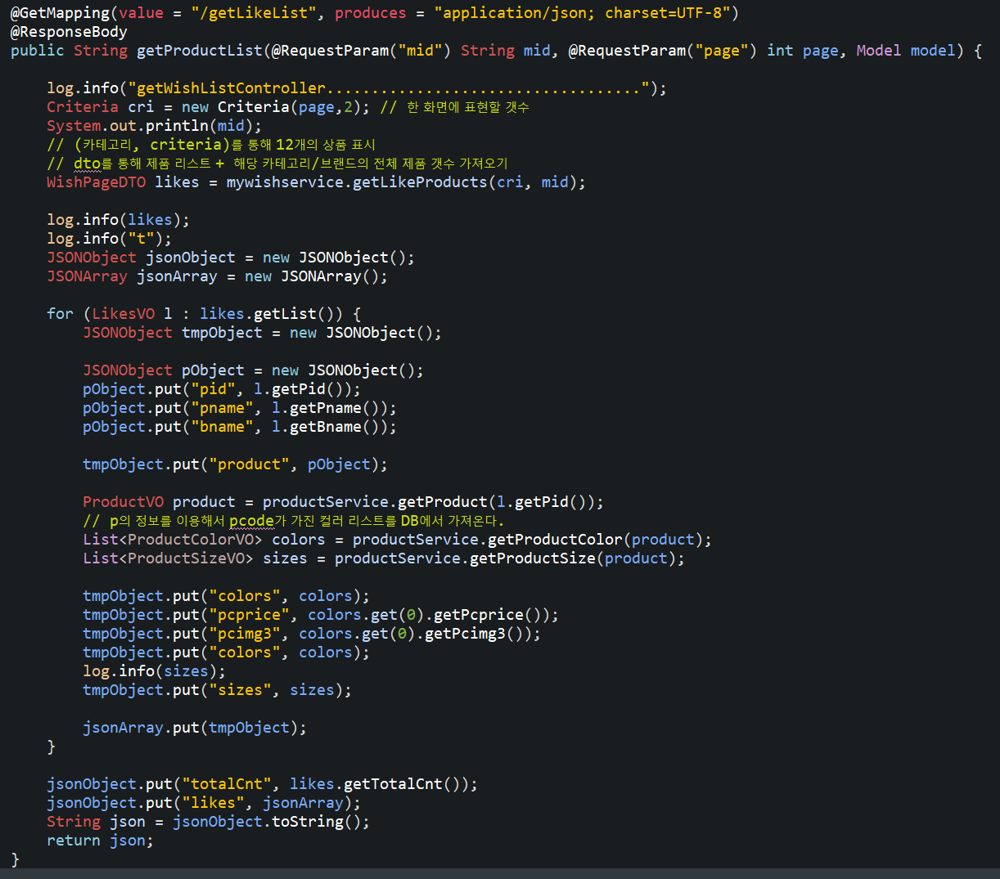 @GetMapping(value = "/getLikeList", produces = "application/json; charset=UTF-8")
@ResponseBody
public String getProductList(@RequestParam("mid") String mid, @RequestParam("page") int page, Model model) {
log.info("getWishListController...................................");
Criteria cri = new Criteria(page,2); // 한 화면에 표현할 갯수
System.out.println(mid);
// (카테고리, criteria)를 통해 12개의 상품 표시
// dto를 통해 제품 리스트 + 해당 카테고리/브랜드의 전체 제품 갯수 가져오기
WishPageDTO likes = mywishservice.getLikeProducts(cri, mid);
log.info(likes);
log.info("t");
JSONObject jsonObject = new JSONObject();
JSONArray jsonArray = new JSONArray();
for (LikesVO l : likes.getList()) {
JSONObject tmpObject = new JSONObject();
JSONObject pObject = new JSONObject();
pObject.put("pid", l.getPid());
pObject.put("pname", l.getPname());
pObject.put("bname", l.getBname());
tmpObject.put("product", pObject);
ProductVO product = productService.getProduct(l.getPid());
// p의 정보를 이용해서 pcode가 가진 컬러 리스트를 DB에서 가져온다.
List<ProductColorVO> colors = productService.getProductColor(product);
List<ProductSizeVO> sizes = productService.getProductSize(product);
tmpObject.put("colors", colors);
tmpObject.put("pcprice", colors.get(0).getPcprice());
tmpObject.put("pcimg3", colors.get(0).getPcimg3());
tmpObject.put("colors", colors);
log.info(sizes);
tmpObject.put("sizes", sizes);
jsonArray.put(tmpObject);
}
jsonObject.put("totalCnt", likes.getTotalCnt());
jsonObject.put("likes", jsonArray);
String json = jsonObject.toString();
return json;
}